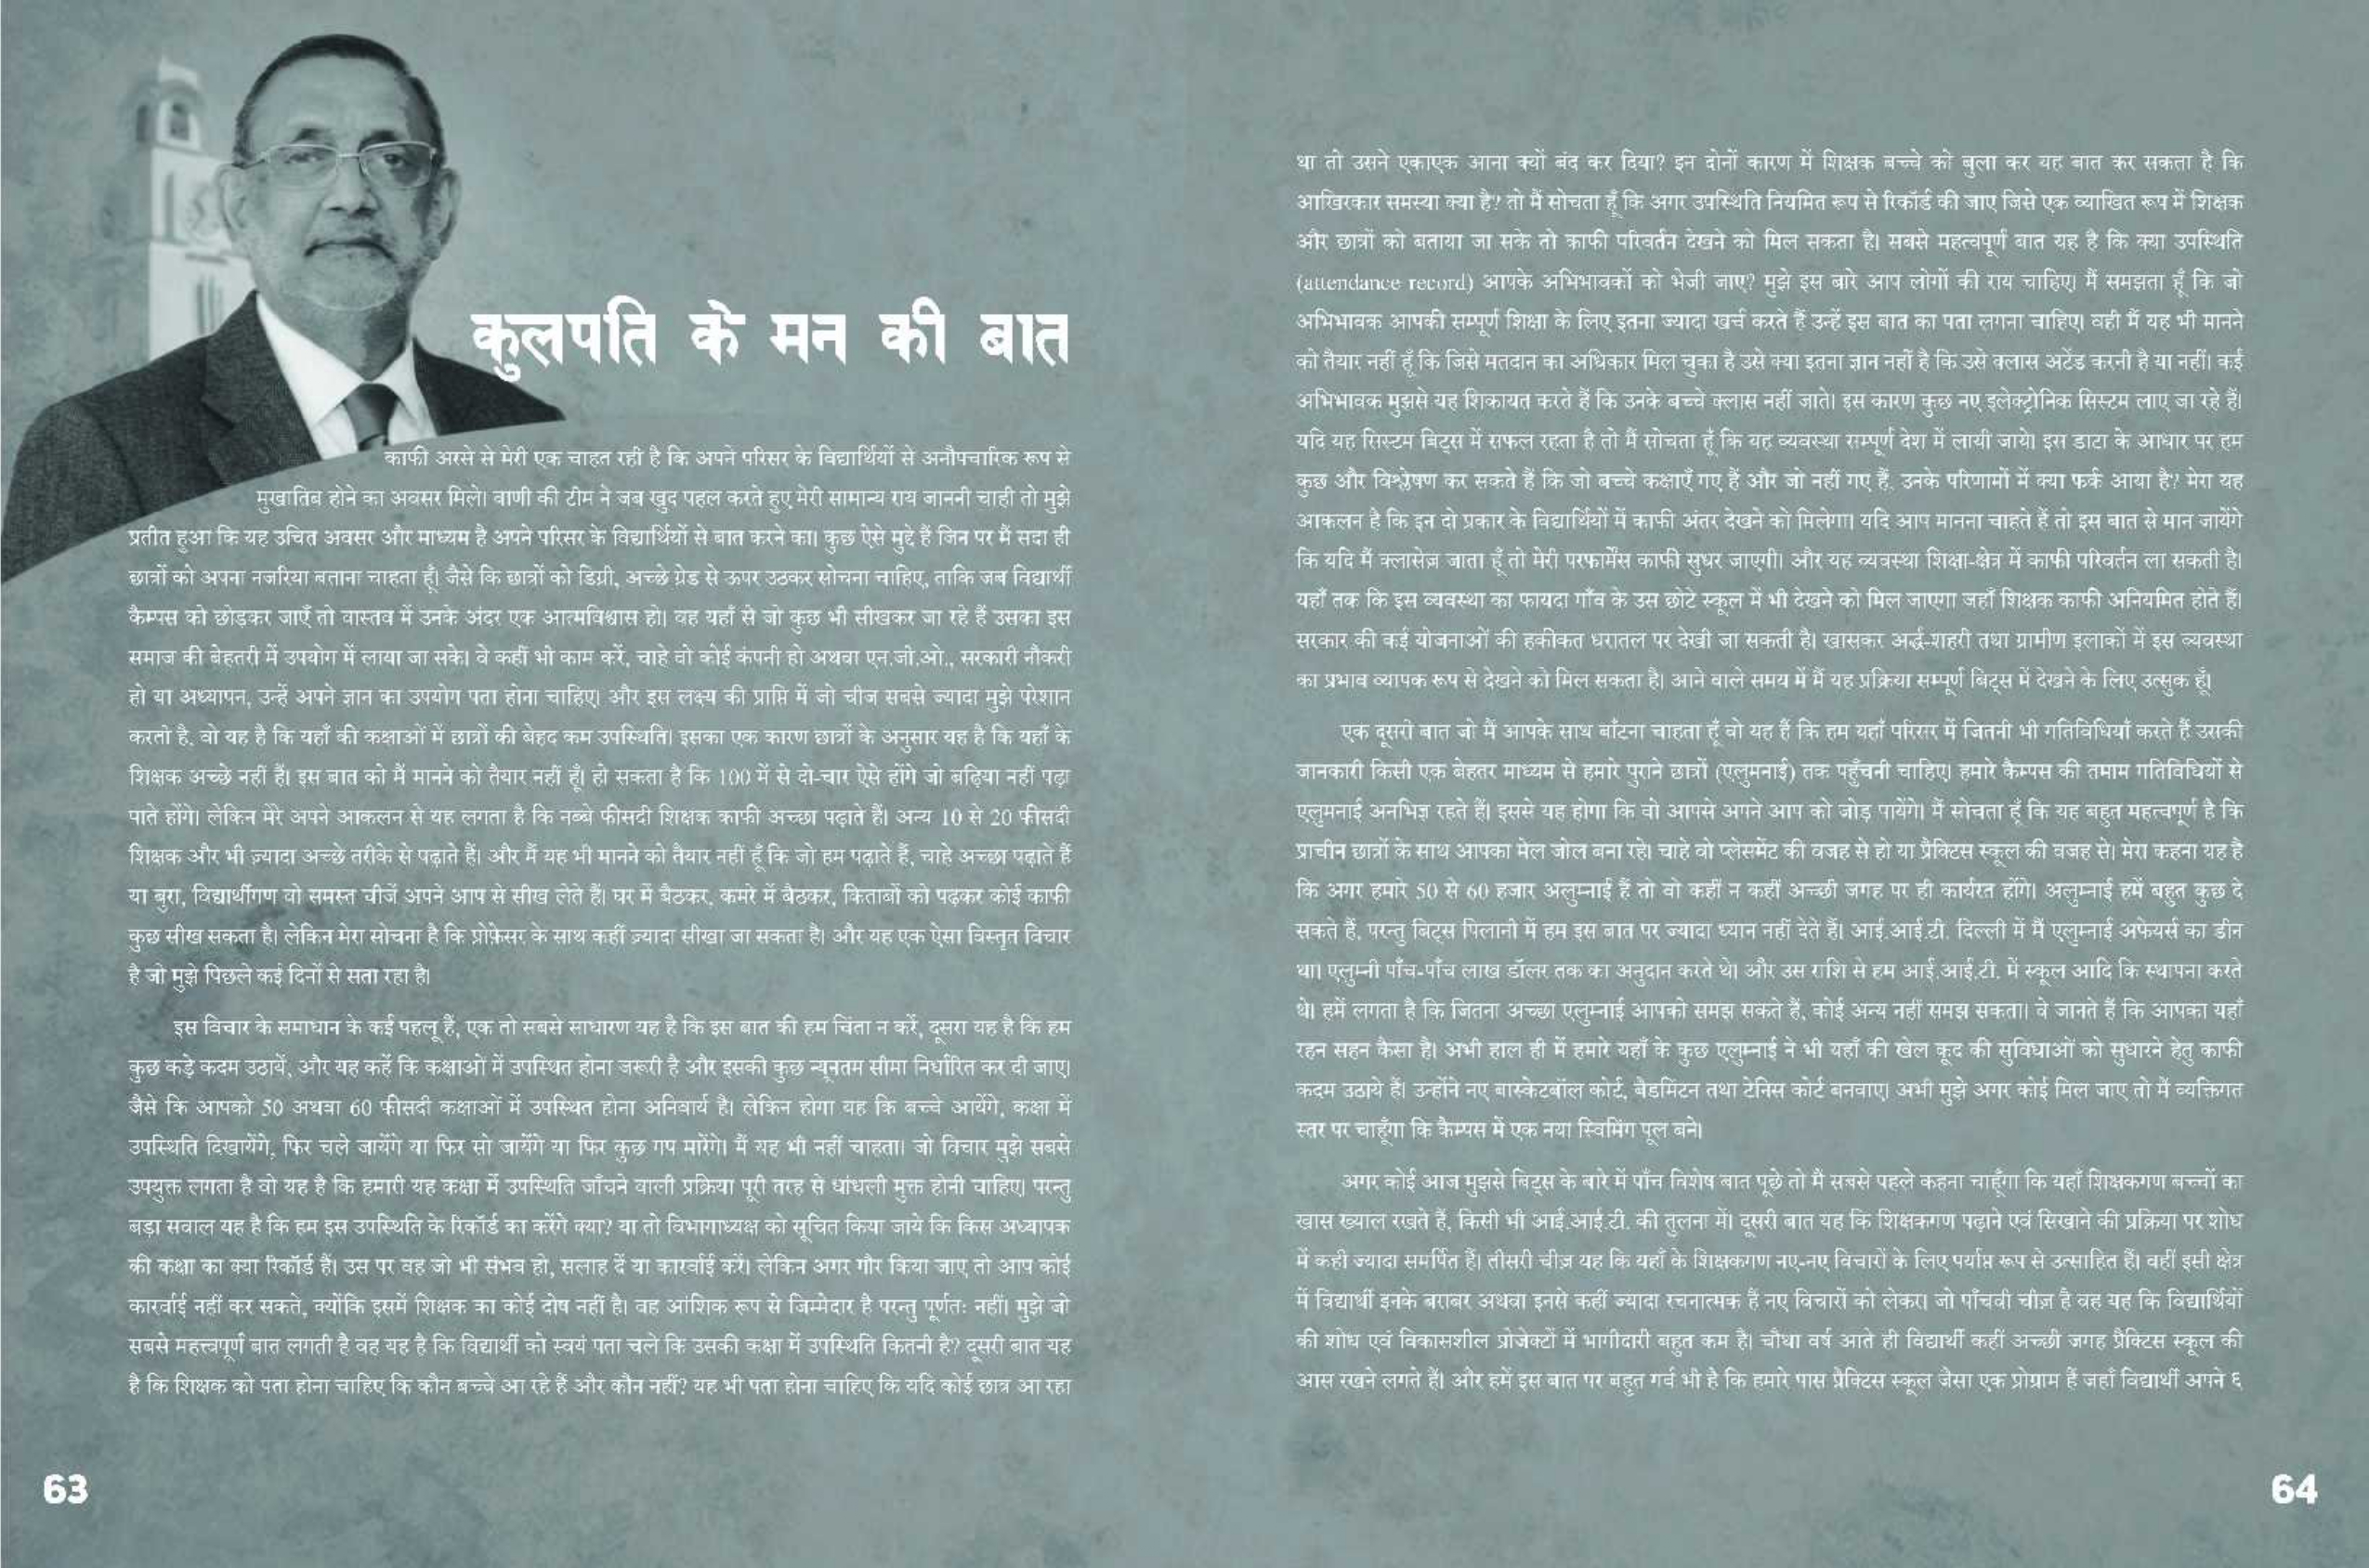 कुलपति के मन की बात
काफी अरसे से मेरी एक चाहत रही है कि अपने परिसर के विद्यार्थियों से अनौपचारिक रूप से
मुखातिब होने का अवसर मिले। वाणी की टीम ने जब खुद पहल करते हुए मेरी सामान्य राय जाननी चाही तो मुझे
प्रतीत हुआ कि यह उचित अवसर और माध्यम है अपने परिसर के विद्यार्थियों से बात करने का। कुछ ऐसे मुद्दे हैं जिन पर मैं सदा ही
छात्रों को अपना नजरिया बताना चाहता हूँ। जैसे कि छात्रों को डिग्री, अच्छे ग्रेड से ऊपर उठकर सोचना चाहिए, ताकि जब विद्यार्थी
कैम्पस को छोड़कर जाएँ तो वास्तव में उनके अंदर एक आत्मविश्वास हो। वह यहाँ से जो कुछ भी सीखकर जा रहे हैं उसका इस
समाज की बेहतरी में उपयोग में लाया जा सके। वे कहीं भी काम करें, चाहे वो कोई कंपनी हो अथवा एन.जी.ओ., सरकारी नौकरी
हो या अध्यापन, उन्हें अपने ज्ञान का उपयोग पता होना चाहिए। और इस लक्ष्य की प्राप्ति में जो चीज सबसे ज्यादा मुझे परेशान
करती है, वो यह है कि यहाँ की कक्षाओं में छात्रों की बेहद कम उपस्थिति। इसका एक कारण छात्रों के अनुसार यह है कि यहाँ के
शिक्षक अच्छे नहीं हैं। इस बात को मैं मानने को तैयार नहीं हूँ। हो सकता है कि 100 में से दो-चार ऐसे होंगे जो बढ़िया नहीं पढ़ा
पाते होंगे। लेकिन मेरे अपने आकलन से यह लगता है कि नब्बे फीसदी शिक्षक काफी अच्छा पढ़ाते हैं। अन्य 10 से 20 फीसदी
शिक्षक और भी ज़्यादा अच्छे तरीके से पढ़ाते हैं। और मैं यह भी मानने को तैयार नहीं हूँ कि जो हम पढ़ाते हैं, चाहे अच्छा पढ़ाते हैं
या बुरा, विद्यार्थीगण वो समस्त चीजें अपने आप से सीख लेते हैं। घर में बैठकर, कमरे में बैठकर, किताबों को पढ़कर कोई काफी
कुछ सीख सकता है। लेकिन मेरा सोचना है कि प्रोफ़ेसर के साथ कहीं ज़्यादा सीखा जा सकता है। और यह एक ऐसा विस्तृत विचार
है जो मुझे पिछले कई दिनों से सता रहा है।
इस विचार के समाधान के कई पहलू हैं, एक तो सबसे साधारण यह है कि इस बात की हम चिंता न करें, दूसरा यह है कि हम
कुछ कड़े कदम उठायें, और यह कहें कि कक्षाओं में उपस्थित होना जरूरी है और इसकी कुछ न्यूनतम सीमा निर्धारित कर दी जाए।
जैसे कि आपको 50 अथवा 60 फीसदी कक्षाओं में उपस्थित होना अनिवार्य है। लेकिन होगा यह कि बच्चे आयेंगे, कक्षा में
उपस्थिति दिखायेंगे, फिर चले जायेंगे या फिर सो जायेंगे या फिर कुछ गप मारेंगे। मैं यह भी नहीं चाहता। जो विचार मुझे सबसे
उपयुक्त लगता है वो यह है कि हमारी यह कक्षा में उपस्थिति जाँचने वाली प्रक्रिया पूरी तरह से धांधली मुक्त होनी चाहिए। परन्तु
बड़ा सवाल यह है कि हम इस उपस्थिति के रिकॉर्ड का करेंगे क्या? या तो विभागाध्यक्ष को सूचित किया जाये कि किस अध्यापक
की कक्षा का क्या रिकॉर्ड हैं। उस पर वह जो भी संभव हो, सलाह दें या कारर्वाई करें। लेकिन अगर गौर किया जाए तो आप कोई
कारर्वाई नहीं कर सकते, क्योंकि इसमें शिक्षक का कोई दोष नहीं है। वह आंशिक रूप से जिम्मेदार है परन्तु पूर्णतः नहीं। मुझे जो
सबसे महत्त्वपूर्ण बात लगती है वह यह है कि विद्यार्थी को स्वयं पता चले कि उसकी कक्षा में उपस्थिति कितनी है? दूसरी बात यह
है कि शिक्षक को पता होना चाहिए कि कौन बच्चे आ रहे हैं और कौन नहीं? यह भी पता होना चाहिए कि यदि कोई छात्र आ रहा
63
था तो उसने एकाएक आना क्यों बंद कर दिया? इन दोनों कारण में शिक्षक बच्चे को बुला कर यह बात कर सकता है कि
आखिरकार समस्या क्या है? तो मैं सोचता हूँ कि अगर उपस्थिति नियमित रूप से रिकॉर्ड की जाए जिसे एक व्याखित रूप में शिक्षक
और छात्रों को बताया जा सके तो काफी परिवर्तन देखने को मिल सकता है। सबसे महत्वपूर्ण बात यह है कि क्या उपस्थिति
(attendance record) आपके अभिभावकों को भेजी जाए? मुझे इस बारे आप लोगों की राय चाहिए। मैं समझता हूँ कि जो
अभिभावक आपकी सम्पूर्ण शिक्षा के लिए इतना ज्यादा खर्च करते हैं उन्हें इस बात का पता लगना चाहिए। वही मैं यह भी मानने
को तैयार नहीं हूँ कि जिसे मतदान का अधिकार मिल चुका है उसे क्या इतना ज्ञान नहीं है कि उसे क्लास अटेंड करनी है या नहीं। कई
अभिभावक मुझसे यह शिकायत करते हैं कि उनके बच्चे क्लास नहीं जाते। इस कारण कुछ नए इलेक्ट्रोनिक सिस्टम लाए जा रहे हैं।
यदि यह सिस्टम बिट्स में सफल रहता है तो मैं सोचता हूँ कि यह व्यवस्था सम्पूर्ण देश में लायी जाये। इस डाटा के आधार पर हम
कुछ और विश्लेषण कर सकते हैं कि जो बच्चे कक्षाएँ गए हैं और जो नहीं गए हैं, उनके परिणामों में क्या फर्क आया है? मेरा यह
आकलन है कि इन दो प्रकार के विद्यार्थियों में काफी अंतर देखने को मिलेगा। यदि आप मानना चाहते हैं तो इस बात से मान जायेंगे
कि यदि मैं क्लासेज़ जाता हूँ तो मेरी परफार्मेंस काफी सुधर जाएगी। और यह व्यवस्था शिक्षा-क्षेत्र में काफी परिवर्तन ला सकती है।
यहाँ तक कि इस व्यवस्था का फायदा गाँव के उस छोटे स्कूल में भी देखने को मिल जाएगा जहाँ शिक्षक काफी अनियमित होते हैं।
सरकार की कई योजनाओं की हकीकत धरातल पर देखी जा सकती है। खासकर अर्द्ध-शहरी तथा ग्रामीण इलाकों में इस व्यवस्था
का प्रभाव व्यापक रूप से देखने को मिल सकता है। आने वाले समय में मैं यह प्रक्रिया सम्पूर्ण बिट्स में देखने के लिए उत्सुक हूँ।
एक दूसरी बात जो मैं आपके साथ बाँटना चाहता हूँ वो यह हैं कि हम यहाँ परिसर में जितनी भी गतिविधियाँ करते हैं उसकी
जानकारी किसी एक बेहतर माध्यम से हमारे पुराने छात्रों (एलुमनाई) तक पहुँचनी चाहिए। हमारे कैम्पस की तमाम गतिविधियों से
एलुमनाई अनभिज्ञ रहते हैं। इससे यह होगा कि वो आपसे अपने आप को जोड़ पायेंगे। मैं सोचता हूँ कि यह बहुत महत्वपूर्ण है कि
प्राचीन छात्रों के साथ आपका मेल जोल बना रहे। चाहे वो प्लेसमेंट की वजह से हो या प्रैक्टिस स्कूल की वजह से। मेरा कहना यह है
कि अगर हमारे 50 से 60 हजार अलुम्नाई हैं तो वो कहीं न कहीं अच्छी जगह पर ही कार्यरत होंगे। अलुम्नाई हमें बहुत कुछ दे
सकते हैं, परन्तु बिट्स पिलानी में हम इस बात पर ज्यादा ध्यान नहीं देते हैं। आई.आई.टी. दिल्ली में मैं एलुम्नाई अफेयर्स का डीन
था। एलुम्नी पाँच-पाँच लाख डॉलर तक का अनुदान करते थे। और उस राशि से हम आई.आई.टी. में स्कूल आदि कि स्थापना करते
थे। हमें लगता है कि जितना अच्छा एलुम्नाई आपको समझ सकते हैं, कोई अन्य नहीं समझ सकता। वे जानते हैं कि आपका यहाँ
रहन सहन कैसा है। अभी हाल ही में हमारे यहाँ के कुछ एलुम्नाई ने भी यहाँ की खेल कूद की सुविधाओं को सुधारने हेतु काफी
कदम उठाये हैं। उन्होंने नए बास्केटबॉल कोर्ट, बेडमिंटन तथा टेनिस कोर्ट बनवाए। अभी मुझे अगर कोई मिल जाए तो मैं व्यक्तिगत
स्तर पर चाहूँगा कि कैम्पस में एक नया स्विमिंग पूल बने।
अगर कोई आज मुझसे बिट्स के बारे में पाँच विशेष बात पूछे तो मैं सबसे पहले कहना चाहूँगा कि यहाँ शिक्षकगण बच्चों का
खास ख्याल रखते हैं, किसी भी आई.आई.टी. की तुलना में। दूसरी बात यह कि शिक्षकगण पढ़ाने एवं सिखाने की प्रक्रिया पर शोध
में कही ज्यादा समर्पित हैं। तीसरी चीज़ यह कि यहाँ के शिक्षकगण नए-नए विचारों के लिए पर्याप्त रूप से उत्साहित हैं। वहीं इसी क्षेत्र
में विद्यार्थी इनके बराबर अथवा इनसे कहीं ज्यादा रचनात्मक हैं नए विचारों को लेकर। जो पाँचवी चीज़ है वह यह कि विद्यार्थियों
की शोध एवं विकासशील प्रोजेक्टों में भागीदारी बहुत कम है। चौथा वर्ष आते ही विद्यार्थी कहीं अच्छी जगह प्रैक्टिस स्कूल की
आस रखने लगते हैं। और हमें इस बात पर बहुत गर्व भी है कि हमारे पास प्रैक्टिस स्कूल जैसा एक प्रोग्राम हैं जहाँ विद्यार्थी अपने ६
64